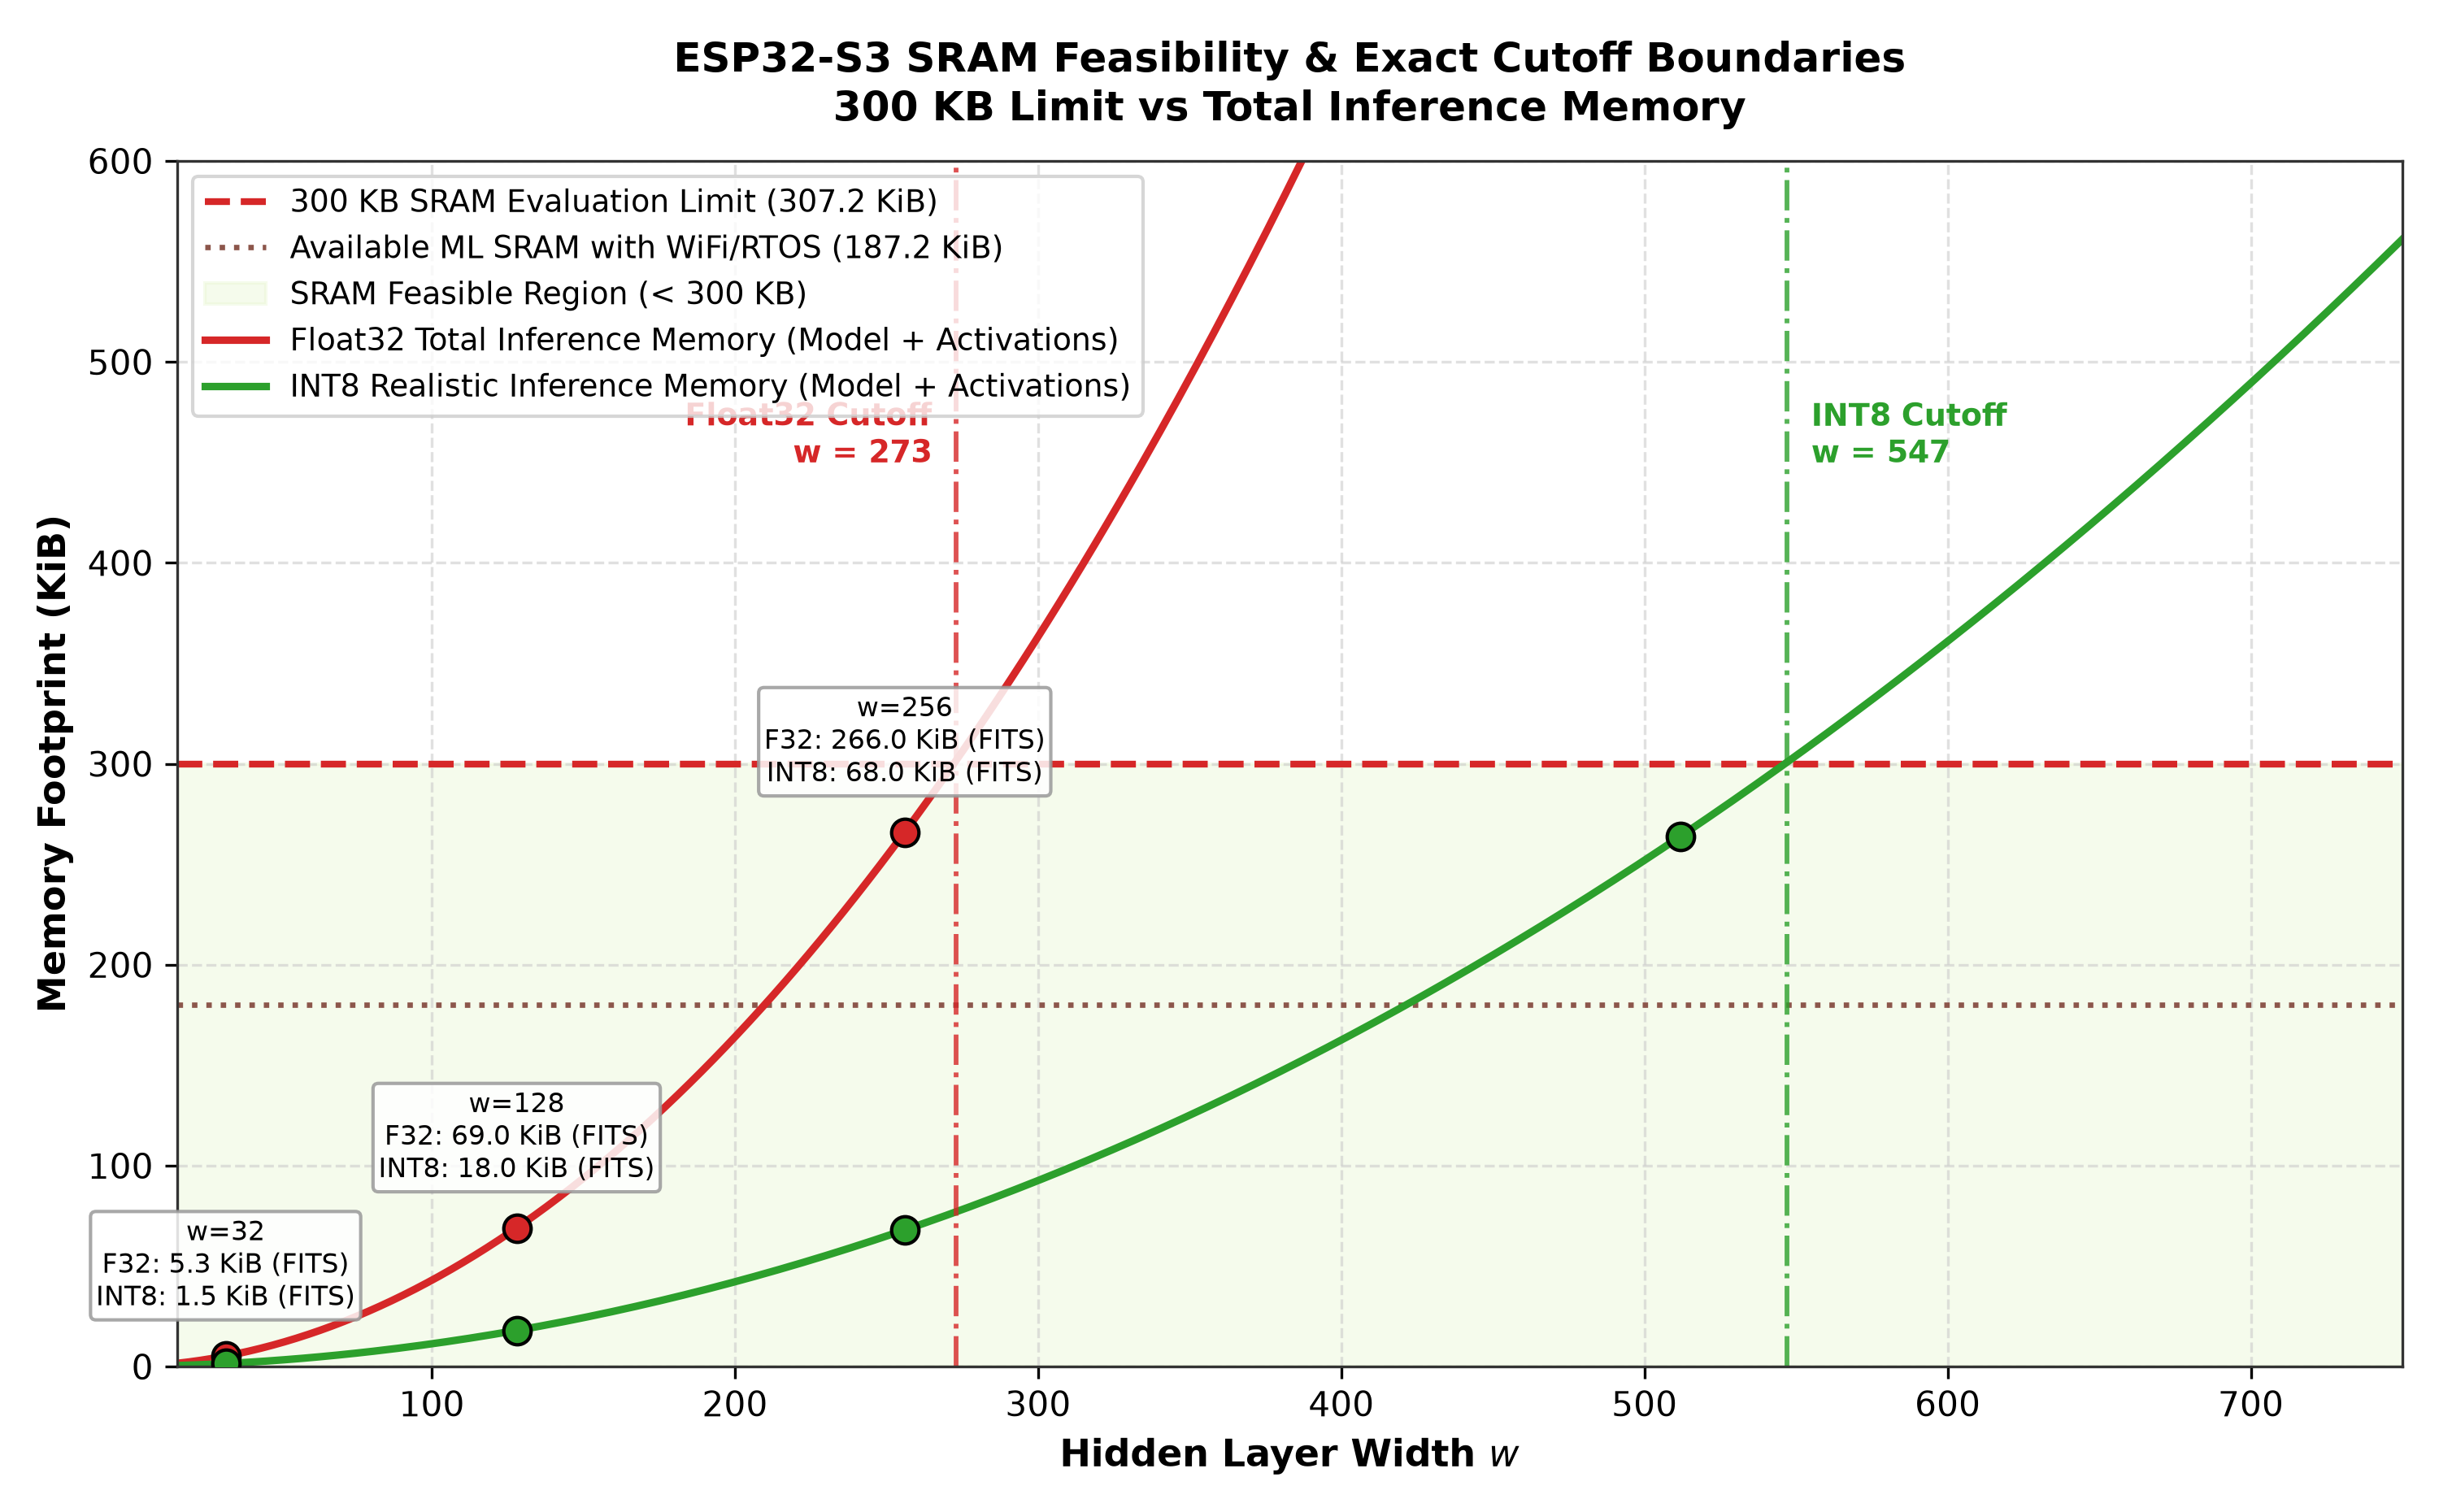 ESP32-S3 SRAM Feasibility & Exact Cutoff Boundaries
300 KB Limit vs Total Inference Memory
600
500
400
300
200
100
0
Memory Footprint (KiB)
300 KB SRAM Evaluation Limit (307.2 KiB)
Available ML SRAM with WiFi/RTOS (187.2 KiB)
SRAM Feasible Region (< 300 KB)
Float32 Total Inference Memory (Model + Activations)
INT8 Realistic Inference Memory (Model + Activations)
Float32 Cutoff
w = 273
INT8 Cutoff
w = 547
w=256
F32: 266.0 KiB (FITS)
INT8: 68.0 KiB (FITS)
w=128
F32: 69.0 KiB (FITS)
INT8: 18.0 KiB (FITS)
w=32
F32: 5.3 KiB (FITS)
INT8: 1.5 KiB (FITS)
100 200 300 400 500 600 700
Hidden Layer Width w